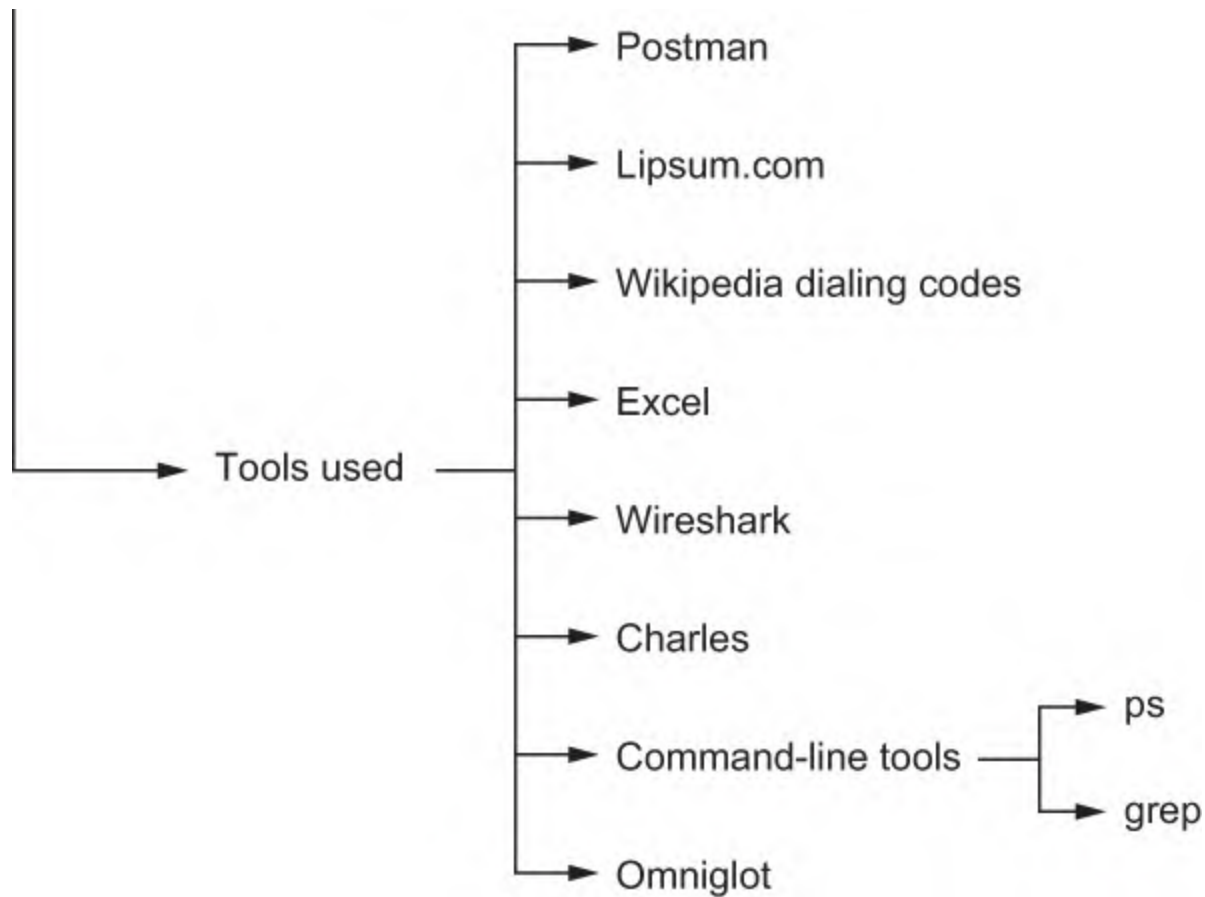 Postman
Lipsum.com
Wikipedia dialing codes
Excel
Tools used
Wireshark
Charles
ps
Command-line tools
grep
Omniglot